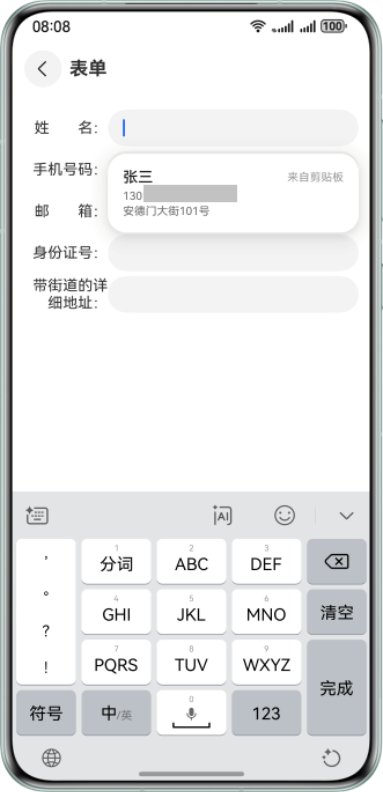 08:08
100
表单
姓 名:
张三
来自剪贴板
手机号码:
130
安德门大街101号
邮 箱:
身份证号:
带街道的详
细地址:
AI
,
。
?
!
1
分词
2
ABC
3
DEF
4
GHI
5
JKL
6
MNO
清空
7
PQRS
8
TUV
9
WXYZ
完成
符号
中/英
0
123